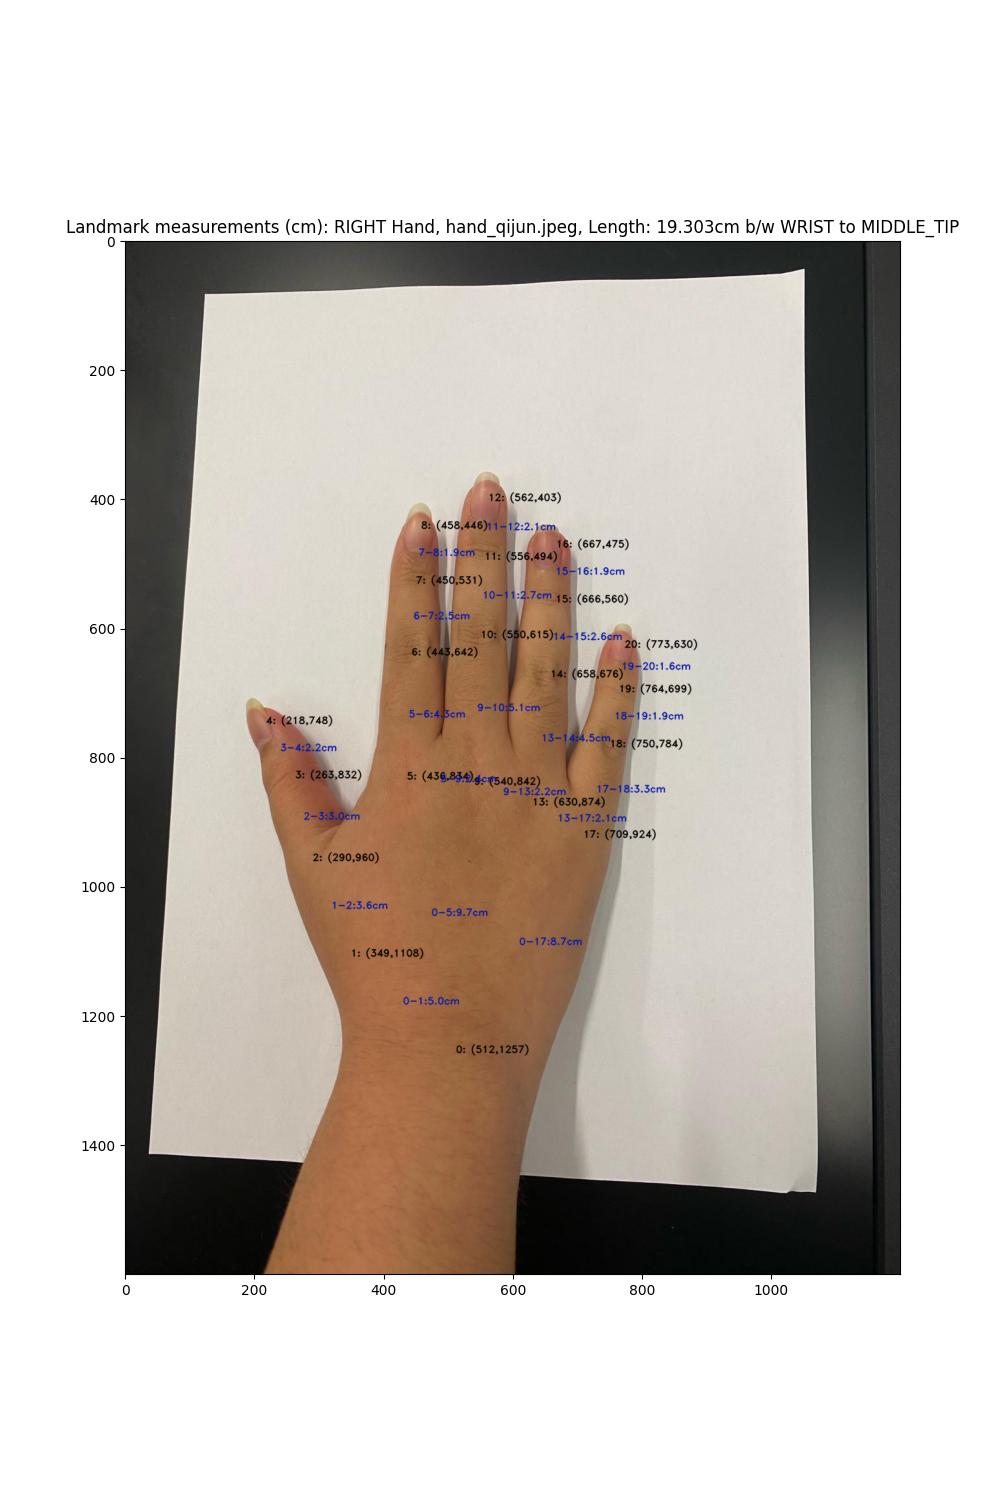 Landmark measurements (cm): RIGHT Hand, hand_qijun.jpeg, Length: 19.303cm b/w WRIST to MIDDLE_TIP
0
200
400
600
800
1000
1200
1400
12: (562,403)
8: (458,446)
11-12:2.1cm
16: (667,475)
7-8:1.9cm
11: (556,494)
15-16:1.9cm
7: (450,531)
10-11:2.7cm
15: (666,560)
6-7:2.5cm
10: (550,615)
14-15:2.6cm
20: (773,630)
6: (443,642)
14: (658,676)
19-20:1.6cm
19: (764,699)
9-10:5.1cm
5-6:4.3cm
18-19:1.9cm
4: (218,748)
13-14:4.5cm
18: (750,784)
3-4:2.2cm
3: (263,832)
5: (436,834)
9: (540,842)
9-13:2.2cm
17-18:3.3cm
13: (630,874)
2-3:3.0cm
13-17:2.1cm
17: (709,924)
2: (290,960)
1-2:3.6cm
0-5:9.7cm
0-17:8.7cm
1: (349,1108)
0-1:5.0cm
0: (512,1257)
0
200
400
600
800
1000